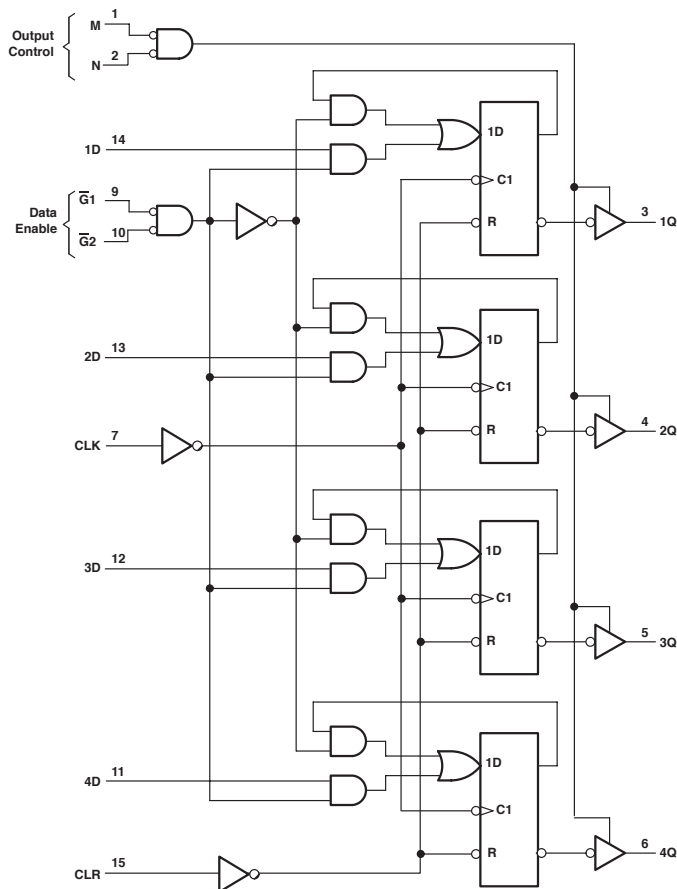 Output
Control
M 1
N 2
1D 14
Data
Enable
G̅1 9
G̅2 10
1D
C1
R
3 1Q
2D 13
CLK 7
1D
C1
R
4 2Q
3D 12
1D
C1
R
5 3Q
4D 11
CLR 15
1D
C1
R
6 4Q